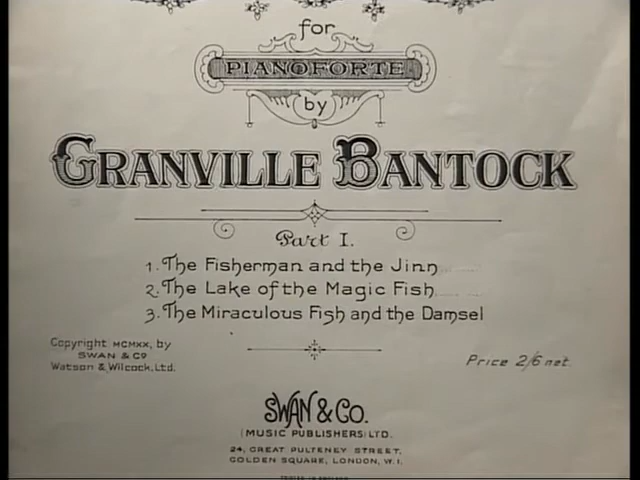 for
PIANOFORTE
by
GRANVILLE BANTOCK
Part I.
1. The Fisherman and the Jinn
2. The Lake of the Magic Fish
3. The Miraculous Fish and the Damsel
Copyright MCMXX, by
SWAN & Co
Watson & Wilcock, Ltd.
Price 2/6 net.
SWAN & CO.
(MUSIC PUBLISHERS) LTD.
24, GREAT PULTENEY STREET,
GOLDEN SQUARE, LONDON, W.1.